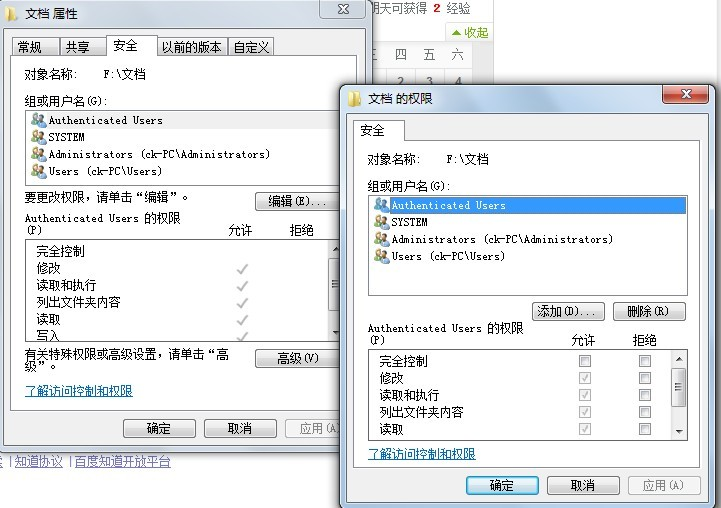 文档 属性
常规
共享
安全
以前的版本
自定义
对象名称: F:\文档
组或用户名(G):
Authenticated Users
SYSTEM
Administrators (ck-PC\Administrators)
Users (ck-PC\Users)
要更改权限，请单击“编辑”。
编辑(E)...
Authenticated Users 的权限
(P) 允许 拒绝
完全控制
修改
读取和执行
列出文件夹内容
读取
写入
有关特殊权限或高级设置，请单击“高
级”。
高级(V)
了解访问控制和权限
确定
取消
应用(A)
知道协议 | 百度知道开放平台
明天可获得 2 经验
收起
四 五 六
2 3 4
文档 的权限
安全
对象名称: F:\文档
组或用户名(G):
Authenticated Users
SYSTEM
Administrators (ck-PC\Administrators)
Users (ck-PC\Users)
添加(D)...
删除(R)
Authenticated Users 的权限
(P) 允许 拒绝
完全控制
修改
读取和执行
列出文件夹内容
读取
了解访问控制和权限
确定
取消
应用(A)